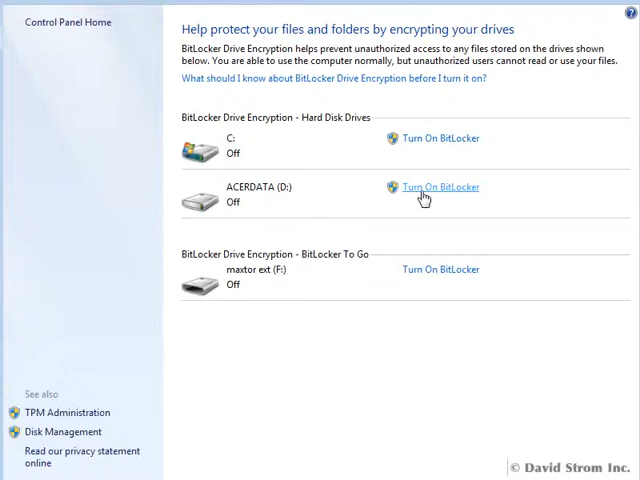 Control Panel Home
Help protect your files and folders by encrypting your drives
BitLocker Drive Encryption helps prevent unauthorized access to any files stored on the drives shown
below. You are able to use the computer normally, but unauthorized users cannot read or use your files.
What should I know about BitLocker Drive Encryption before I turn it on?
BitLocker Drive Encryption - Hard Disk Drives
C:
Off
Turn On BitLocker
ACERDATA (D:)
Off
Turn On BitLocker
BitLocker Drive Encryption - BitLocker To Go
maxtor ext (F:)
Off
Turn On BitLocker
See also
TPM Administration
Disk Management
Read our privacy statement
online
© David Strom Inc.